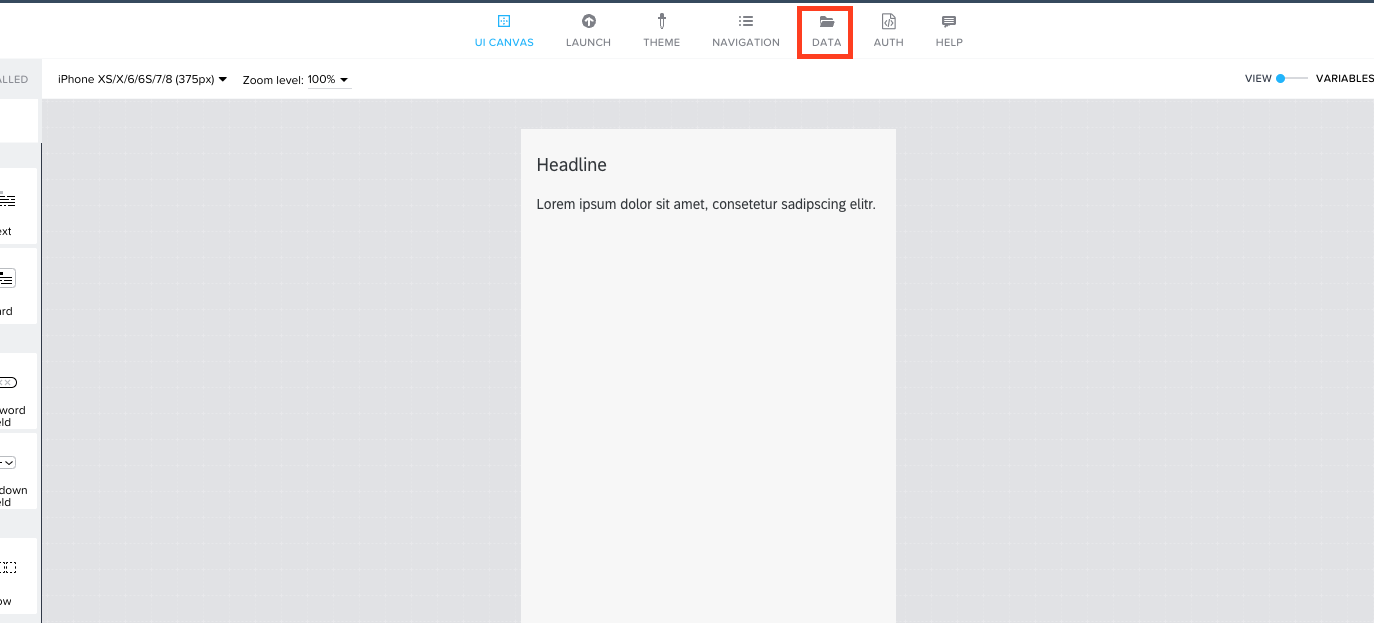 UI CANVAS
LAUNCH
THEME
NAVIGATION
DATA
AUTH
HELP
ALLED
iPhone XS/X/6/6S/7/8 (375px)
Zoom level: 100%
VIEW
VARIABLES
Headline
Lorem ipsum dolor sit amet, consetetur sadipscing elitr.
ext
ard
word
eld
down
eld
ow